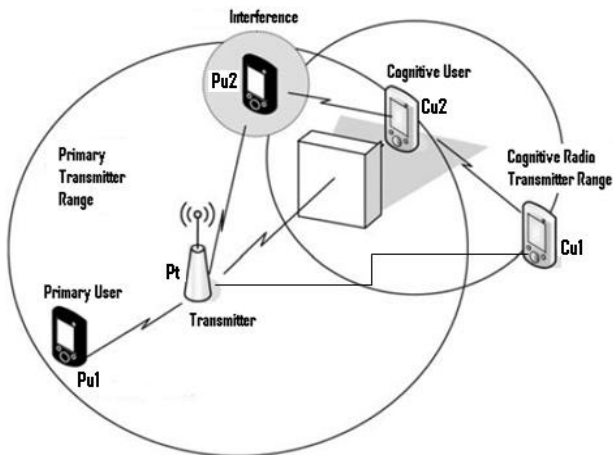 Interference
Pu2
Cognitive User
Cu2
Primary
Transmitter
Range
Cognitive Radio
Transmitter Range
Pt
Cu1
Primary User
Transmitter
Pu1